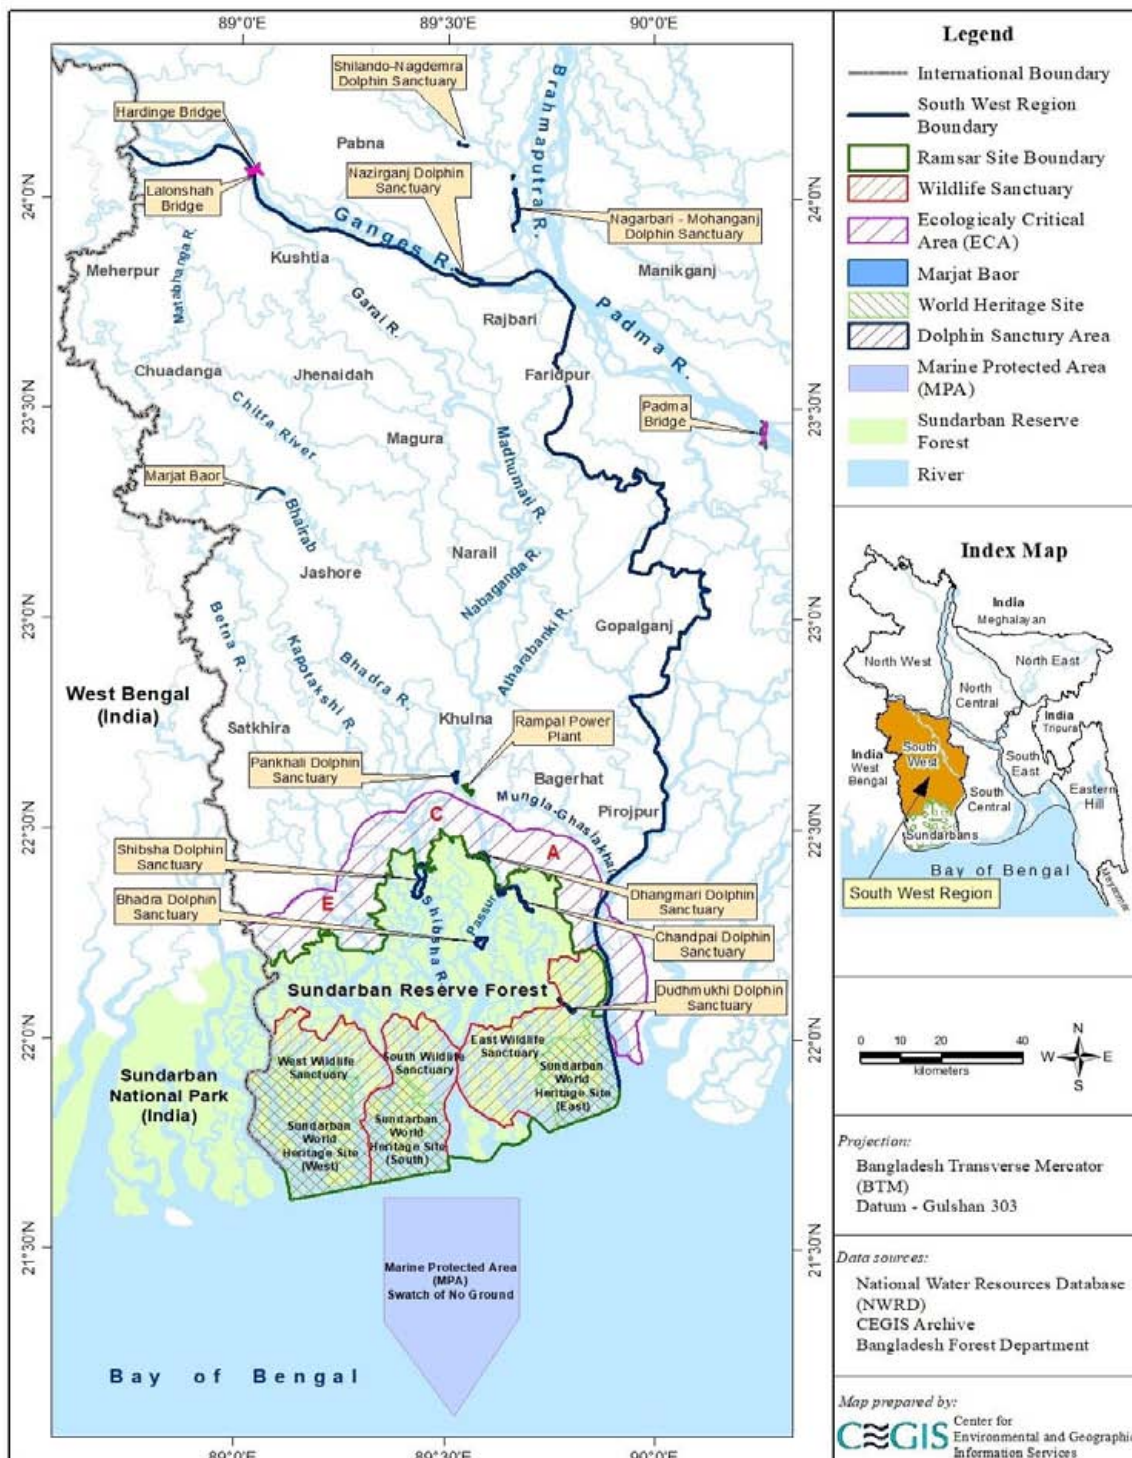 89°0'E
89°30'E
90°0'E
Shilando-Nagdemra
Dolphin Sanctuary
Hardinge Bridge
Pabna
Brahmaputra R.
Nazirganj Dolphin
Sanctuary
Lalonshah
Bridge
24°0'N
24°0'N
Nagarbari - Mohanganj
Dolphin Sanctuary
Ganges R.
Matabhanga R.
Kushtia
Meherpur
Manikganj
Garai R.
Padma R.
Rajbari
Chuadanga
Jhenaidah
Faridpur
23°30'N
23°30'N
Padma
Bridge
Chitra River
Magura
Madhumati R.
Marjat Baor
Bhairab
Narail
Jashore
Nabaganga R.
23°0'N
23°0'N
Betna R.
Kapotakshi R.
Bhadra R.
Atharabanki R.
Gopalganj
West Bengal
(India)
Satkhira
Khulna
Rampal Power
Plant
Pankhali Dolphin
Sanctuary
Bagerhat
Mungla-Ghasiakhal
Pirojpur
22°30'N
22°30'N
C
A
E
Shibsha Dolphin
Sanctuary
Bhadra Dolphin
Sanctuary
Shibsha R.
Passur
Dhangmari Dolphin
Sanctuary
Chandpai Dolphin
Sanctuary
Dudhmukhi Dolphin
Sanctuary
Sundarban Reserve Forest
22°0'N
22°0'N
West Wildlife
Sanctuary
South Wildlife
Sanctuary
East Wildlife
Sanctuary
Sundarban
World
Heritage Site
(East)
Sundarban
National Park
(India)
Sundarban
World
Heritage Site
(West)
Sundarban
World
Heritage Site
(South)
21°30'N
21°30'N
Marine Protected Area
(MPA)
Swatch of No Ground
Bay of Bengal
89°0'E
89°30'E
90°0'E
Legend
International Boundary
South West Region
Boundary
Ramsar Site Boundary
Wildlife Sanctuary
Ecologicaly Critical
Area (ECA)
Marjat Baor
World Heritage Site
Dolphin Sanctury Area
Marine Protected Area
(MPA)
Sundarban Reserve
Forest
River
Index Map
India
Meghalayan
North West
North East
North
Central
India
Tripura
India
West
Bengal
South
West
South
East
South
Central
Eastern
Hill
Sundarbans
Bay of Bengal
Mayanmar
South West Region
0 10 20 40
kilometers
N
W E
S
Projection:
Bangladesh Transverse Mercator
(BTM)
Datum - Gulshan 303
Data sources:
National Water Resources Database
(NWRD)
CEGIS Archive
Bangladesh Forest Department
Map prepared by:
CEGIS
Center for
Environmental and Geographic
Information Services